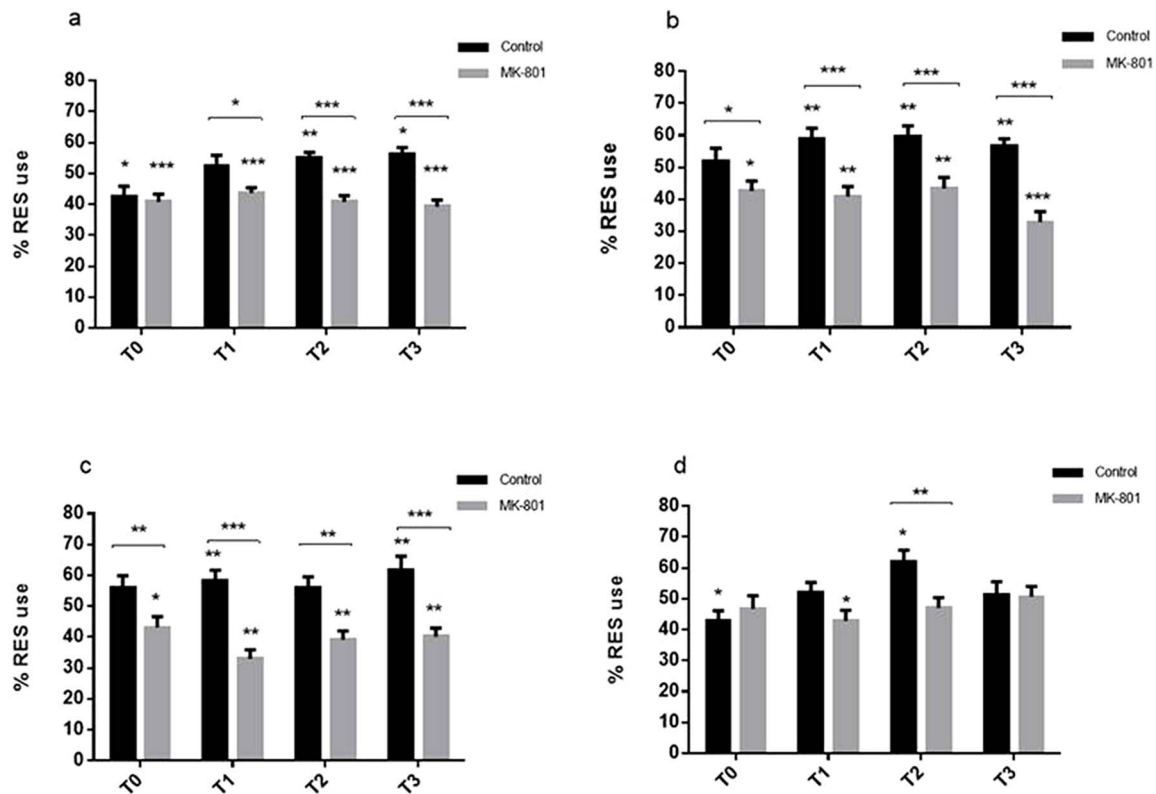 a
Control
MK-801
% RES use
80
70
60
50
40
30
20
10
0
* *** ***
* *** *** ** *** * ***
T0 T1 T2 T3
b
Control
MK-801
% RES use
80
70
60
50
40
30
20
10
0
* *** *** ***
* ** ** ** ** ** ***
T0 T1 T2 T3
c
Control
MK-801
% RES use
80
70
60
50
40
30
20
10
0
** *** ** ***
* ** ** ** ** **
T0 T1 T2 T3
d
Control
MK-801
% RES use
80
70
60
50
40
30
20
10
0
**
* * *
T0 T1 T2 T3